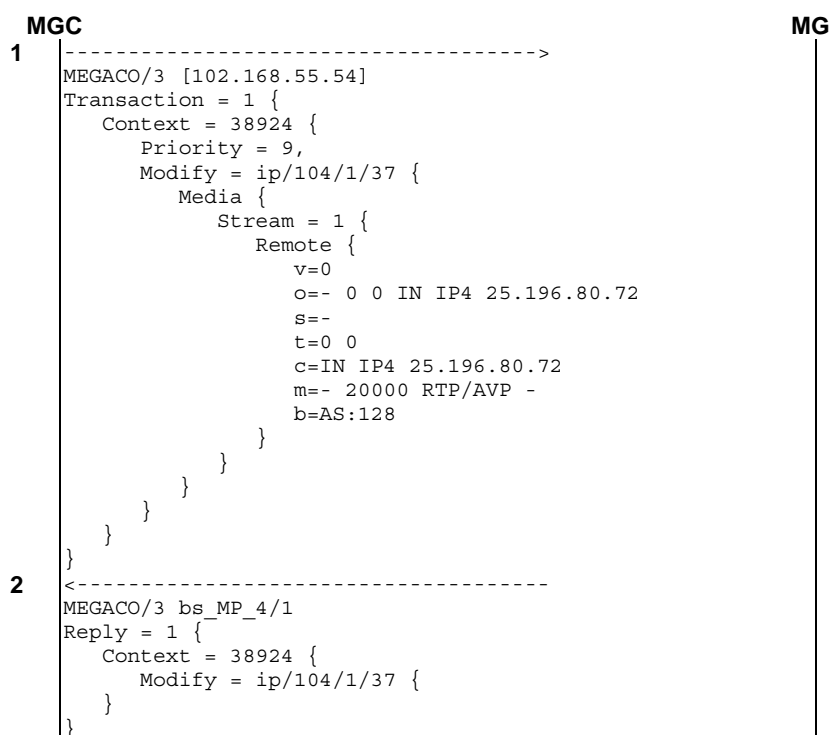 MGC MG
1 ------------------------------------->
MEGACO/3 [102.168.55.54]
Transaction = 1 {
   Context = 38924 {
      Priority = 9,
      Modify = ip/104/1/37 {
         Media {
            Stream = 1 {
               Remote {
                  v=0
                  o=- 0 0 IN IP4 25.196.80.72
                  s=-
                  t=0 0
                  c=IN IP4 25.196.80.72
                  m=- 20000 RTP/AVP -
                  b=AS:128
               }
            }
         }
      }
   }
}
2 <-------------------------------------
MEGACO/3 bs_MP_4/1
Reply = 1 {
   Context = 38924 {
      Modify = ip/104/1/37 {
   }
}